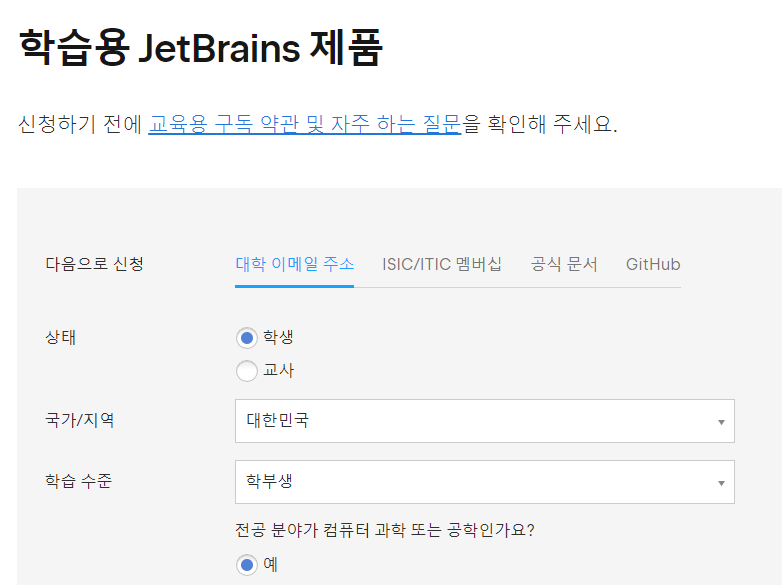 학습용 JetBrains 제품
신청하기 전에 교육용 구독 약관 및 자주 하는 질문을 확인해 주세요.
다음으로 신청 대학 이메일 주소 ISIC/ITIC 멤버십 공식 문서 GitHub
상태 학생
교사
국가/지역 대한민국
학습 수준 학부생
전공 분야가 컴퓨터 과학 또는 공학인가요?
예